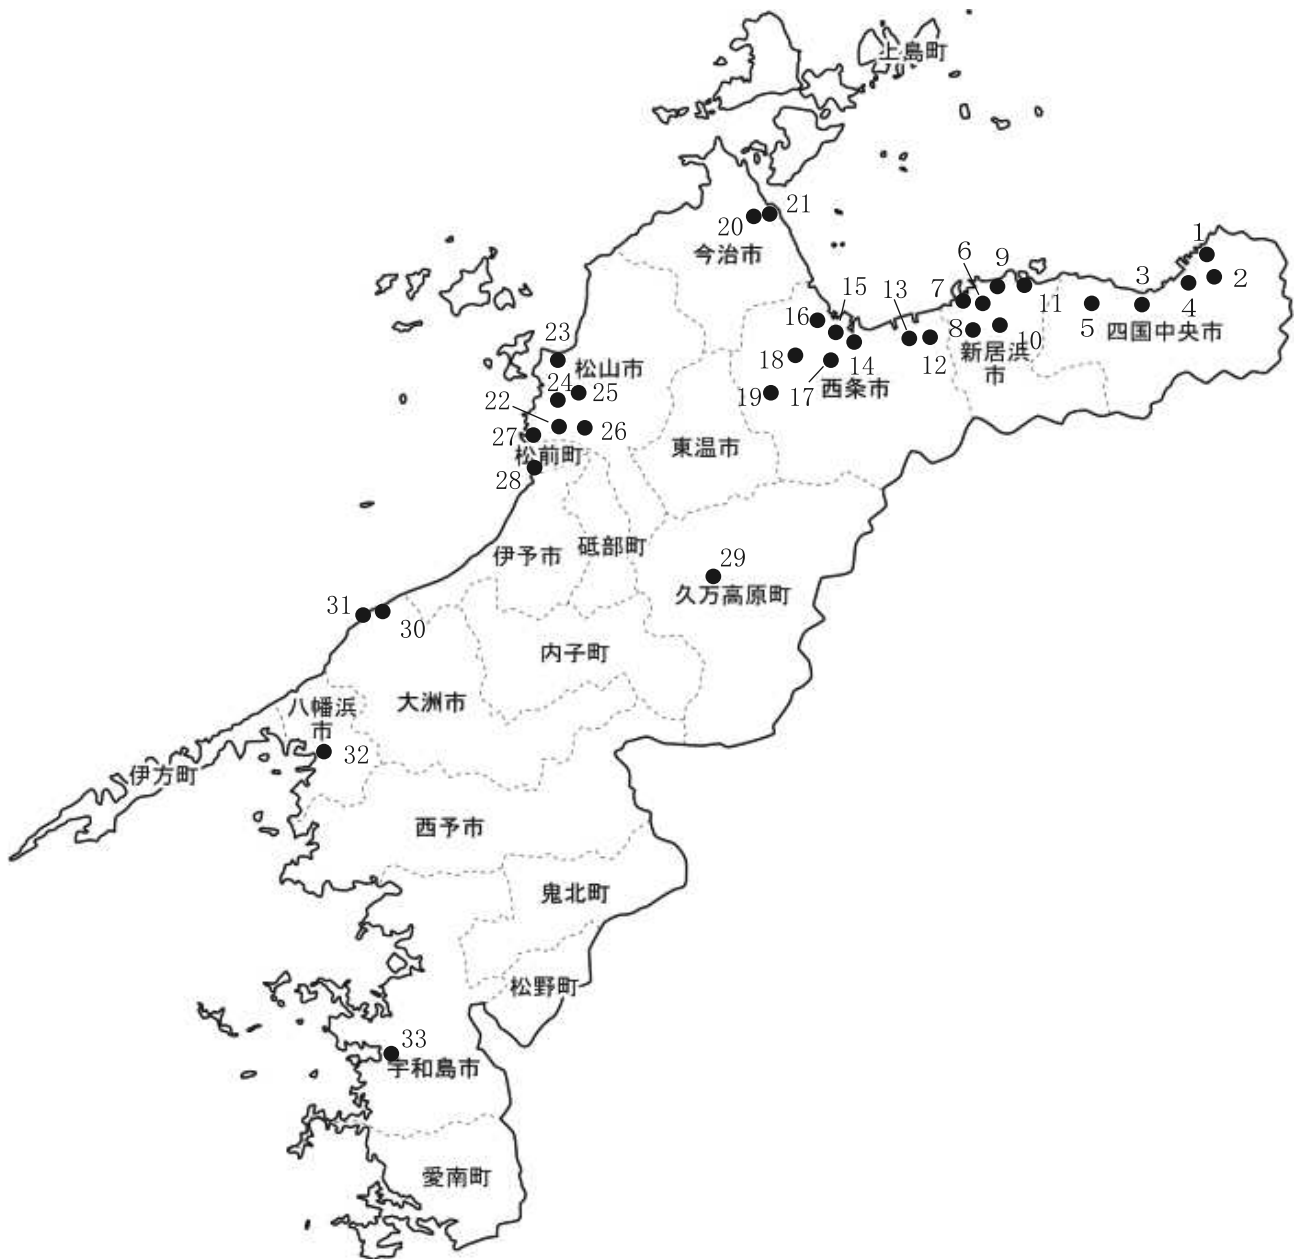 上島町
21
20
今治市
1
2
3
4
5
四国中央市
6
9
7
11
8
10
新居浜
市
13
12
15
16
14
18
17
19
西条市
23
松山市
24
25
22
26
27
松前町
28
東温市
伊予市
砥部町
29
久万高原町
31
30
内子町
大洲市
八幡浜
市
32
伊方町
西予市
鬼北町
松野町
33
宇和島市
愛南町